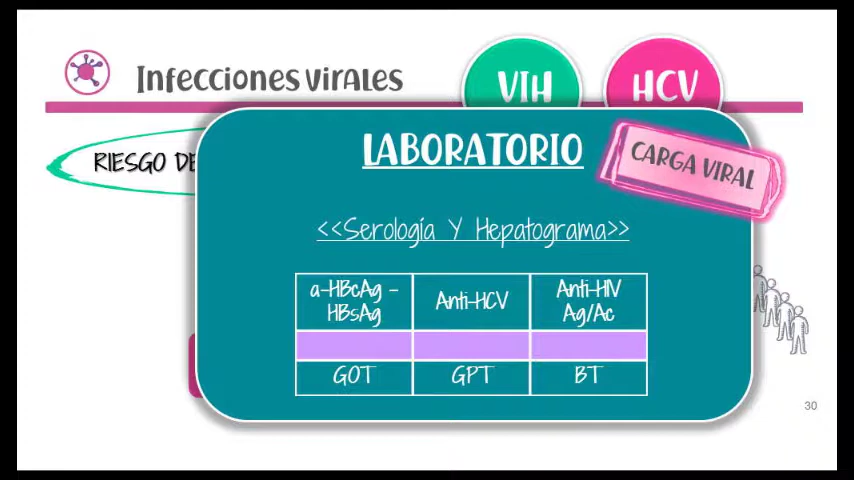 Infecciones virales
VIH
HCV
RIESGO DE
LABORATORIO
CARGA VIRAL
<<Serología Y Hepatograma>>
a-HBcAg -
HBsAg
Anti-HCV
Anti-HIV
Ag/Ac
GOT
GPT
BT
30